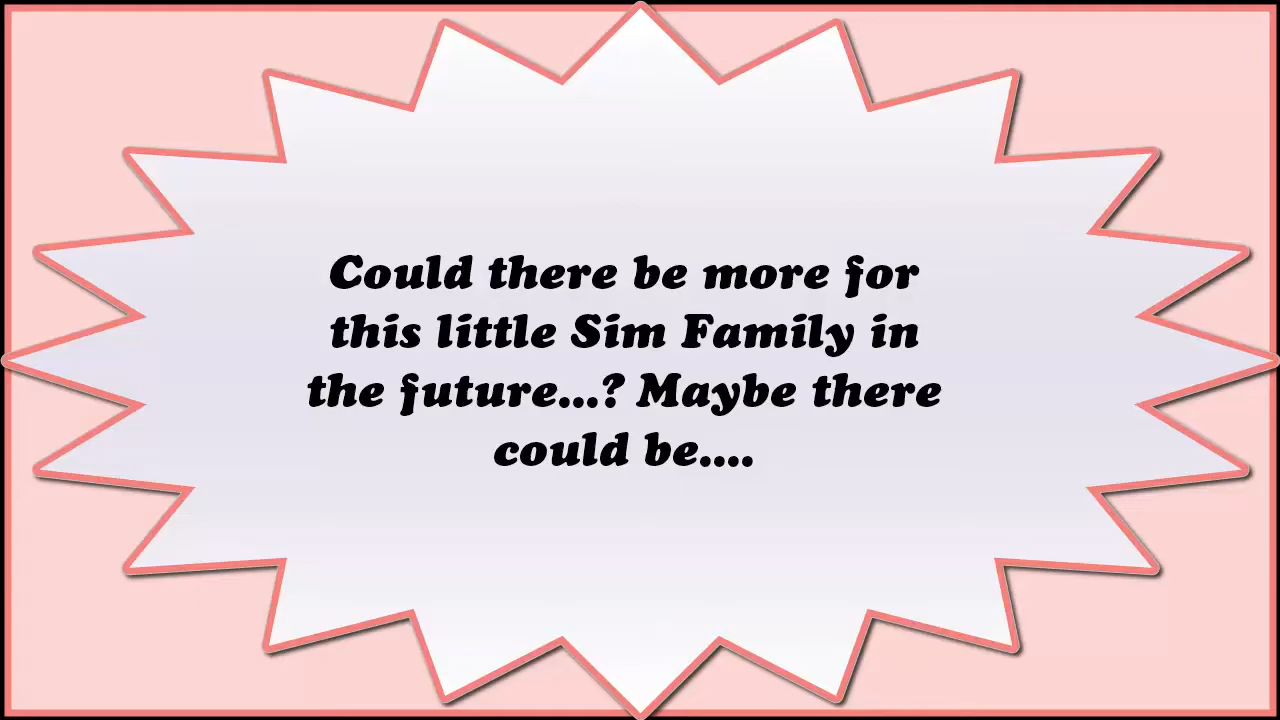 Could there be more for
this little Sim Family in
the future...? Maybe there
could be....